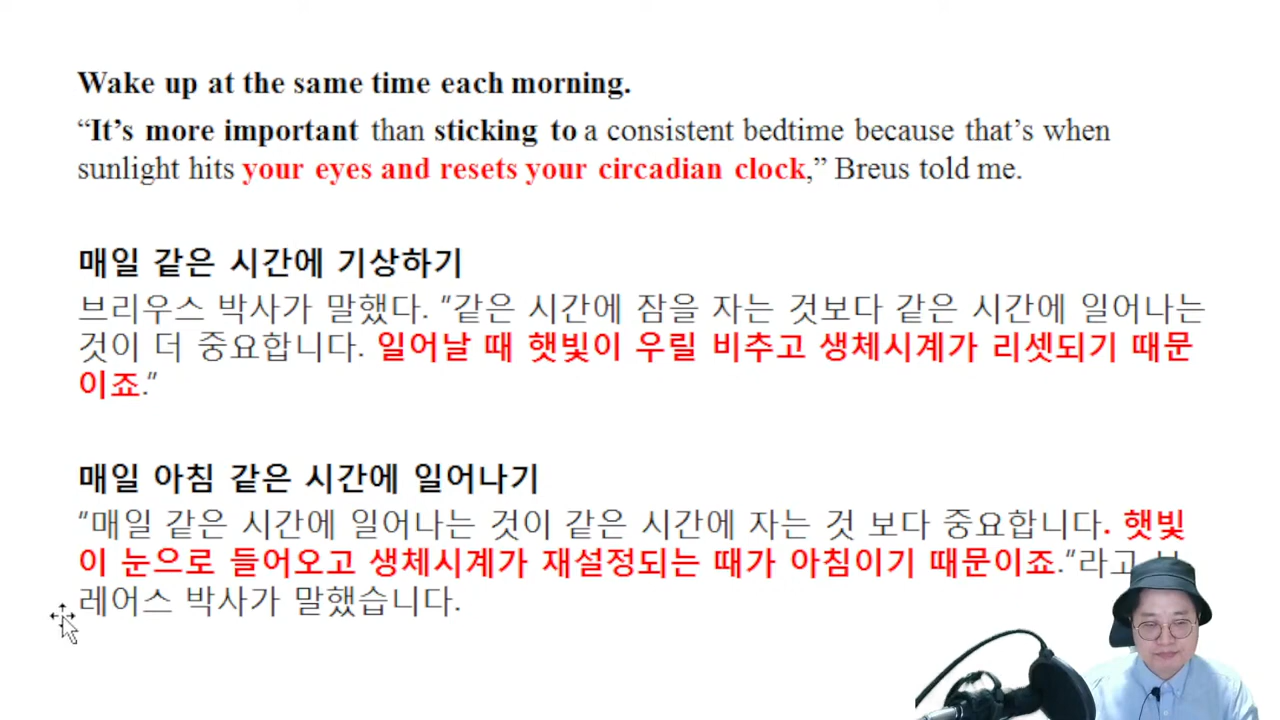 Wake up at the same time each morning.
“It’s more important than sticking to a consistent bedtime because that’s when
sunlight hits your eyes and resets your circadian clock,” Breus told me.
매일 같은 시간에 기상하기
브리우스 박사가 말했다. “같은 시간에 잠을 자는 것보다 같은 시간에 일어나는
것이 더 중요합니다. 일어날 때 햇빛이 우릴 비추고 생체시계가 리셋되기 때문
이죠.”
매일 아침 같은 시간에 일어나기
“매일 같은 시간에 일어나는 것이 같은 시간에 자는 것 보다 중요합니다. 햇빛
이 눈으로 들어오고 생체시계가 재설정되는 때가 아침이기 때문이죠.”라고
레어스 박사가 말했습니다.